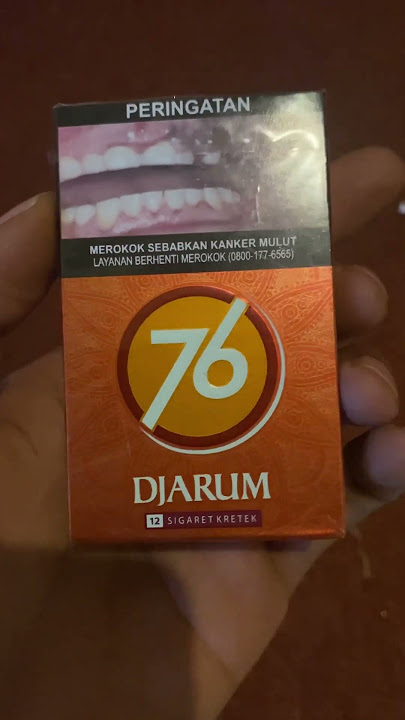 PERINGATAN
MEROKOK SEBABKAN KANKER MULUT
LAYANAN BERHENTI MEROKOK (0800-177-6565)
76
DJARUM
12 SIGARET KRETEK